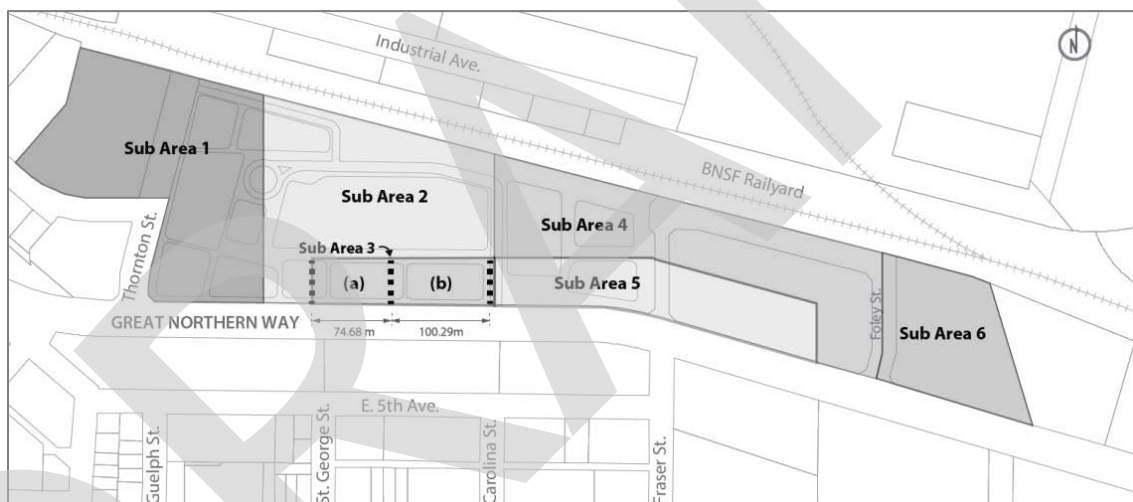 Industrial Ave.
N
BNSF Railyard
Sub Area 1
Sub Area 2
Sub Area 4
Thornton St.
Sub Area 3
(a)
(b)
Sub Area 5
Foley St.
Sub Area 6
GREAT NORTHERN WAY
74.68 m
100.29m
E. 5th Ave.
Guelph St.
St. George St.
Carolina St.
Fraser St.